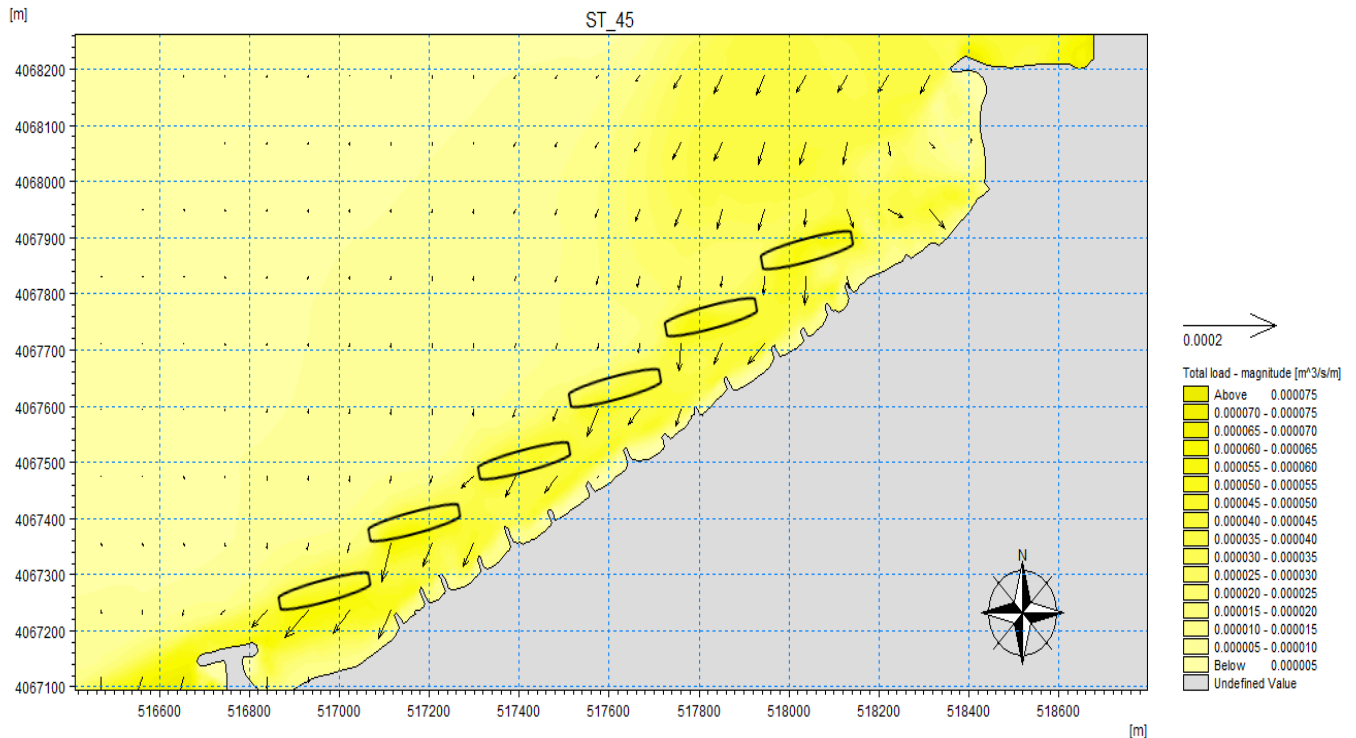 [m]
ST_45
4068200
4068100
4068000
4067900
4067800
4067700
4067600
4067500
4067400
4067300
4067200
4067100
516600 516800 517000 517200 517400 517600 517800 518000 518200 518400 518600
[m]
N
0.0002
Total load - magnitude [m^3/s/m]
Above 0.000075
0.000070 - 0.000075
0.000065 - 0.000070
0.000060 - 0.000065
0.000055 - 0.000060
0.000050 - 0.000055
0.000045 - 0.000050
0.000040 - 0.000045
0.000035 - 0.000040
0.000030 - 0.000035
0.000025 - 0.000030
0.000020 - 0.000025
0.000015 - 0.000020
0.000010 - 0.000015
0.000005 - 0.000010
Below 0.000005
Undefined Value